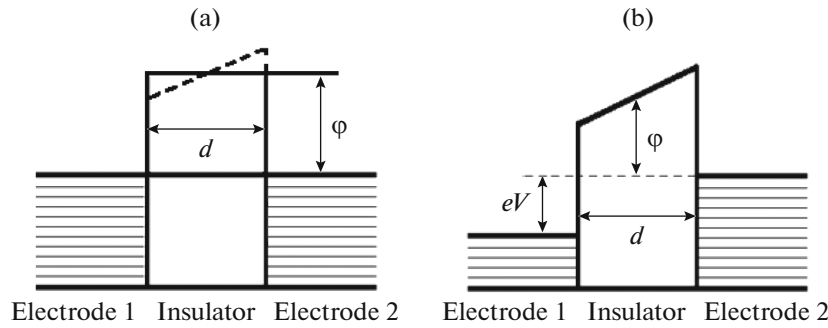 (a)
(b)
φ
d
φ
eV
d
Electrode 1 Insulator Electrode 2
Electrode 1 Insulator Electrode 2